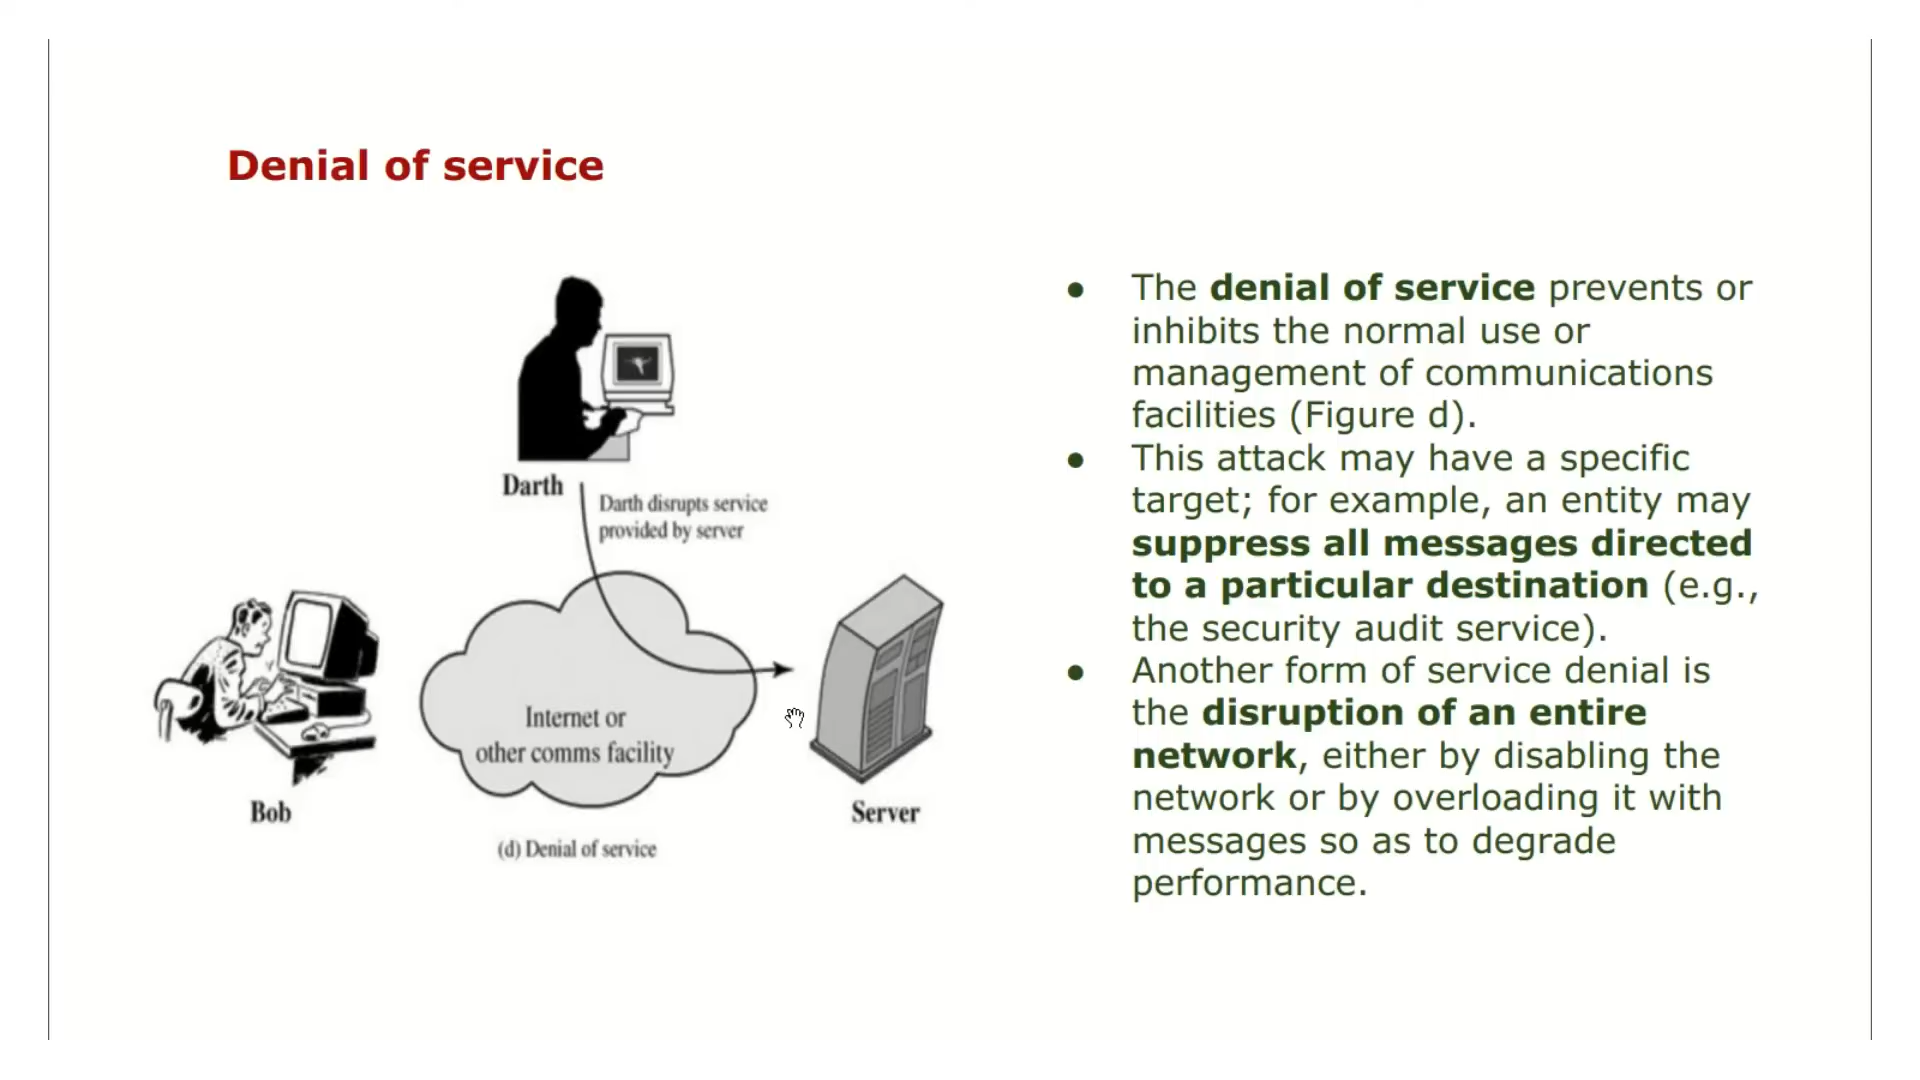 Denial of service
Darth
Darth disrupts service
provided by server
Internet or
other comms facility
Bob
Server
(d) Denial of service
● The denial of service prevents or
inhibits the normal use or
management of communications
facilities (Figure d).
● This attack may have a specific
target; for example, an entity may
suppress all messages directed
to a particular destination (e.g.,
the security audit service).
● Another form of service denial is
the disruption of an entire
network, either by disabling the
network or by overloading it with
messages so as to degrade
performance.